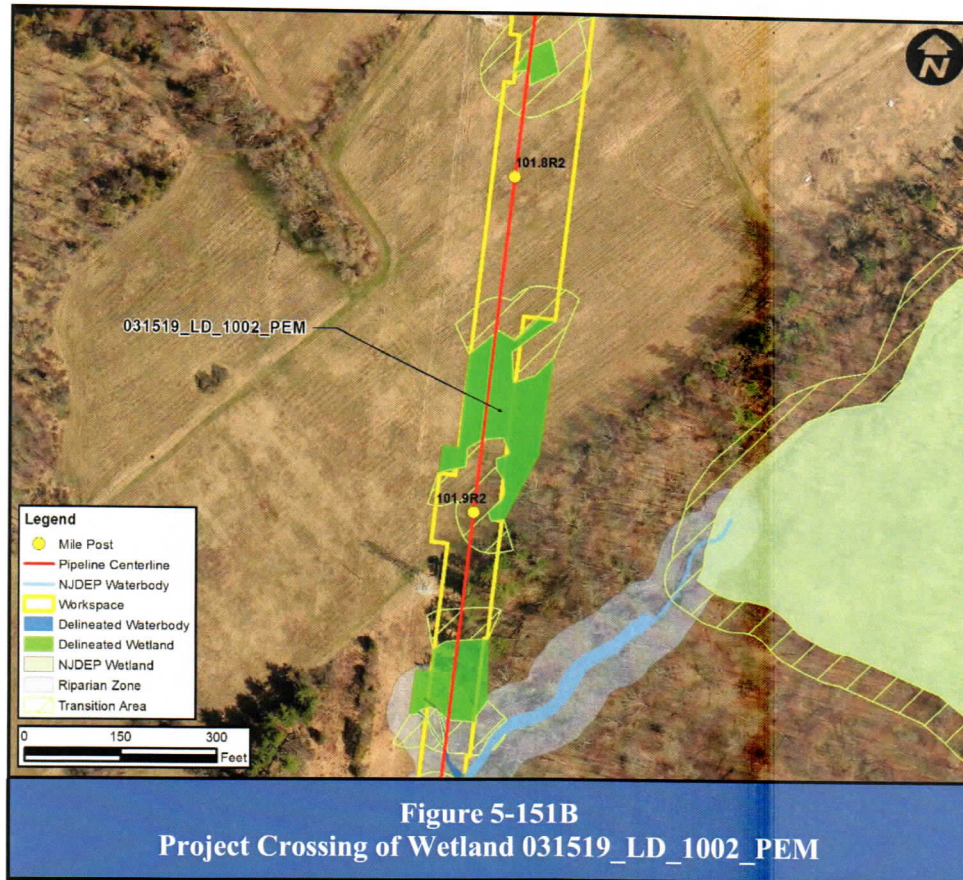 N
101.8R2
031519_LD_1002_PEM
101.9R2
Legend
Mile Post
Pipeline Centerline
NJDEP Waterbody
Workspace
Delineated Waterbody
Delineated Wetland
NJDEP Wetland
Riparian Zone
Transition Area
0 150 300
Feet
Figure 5-151B
Project Crossing of Wetland 031519_LD_1002_PEM